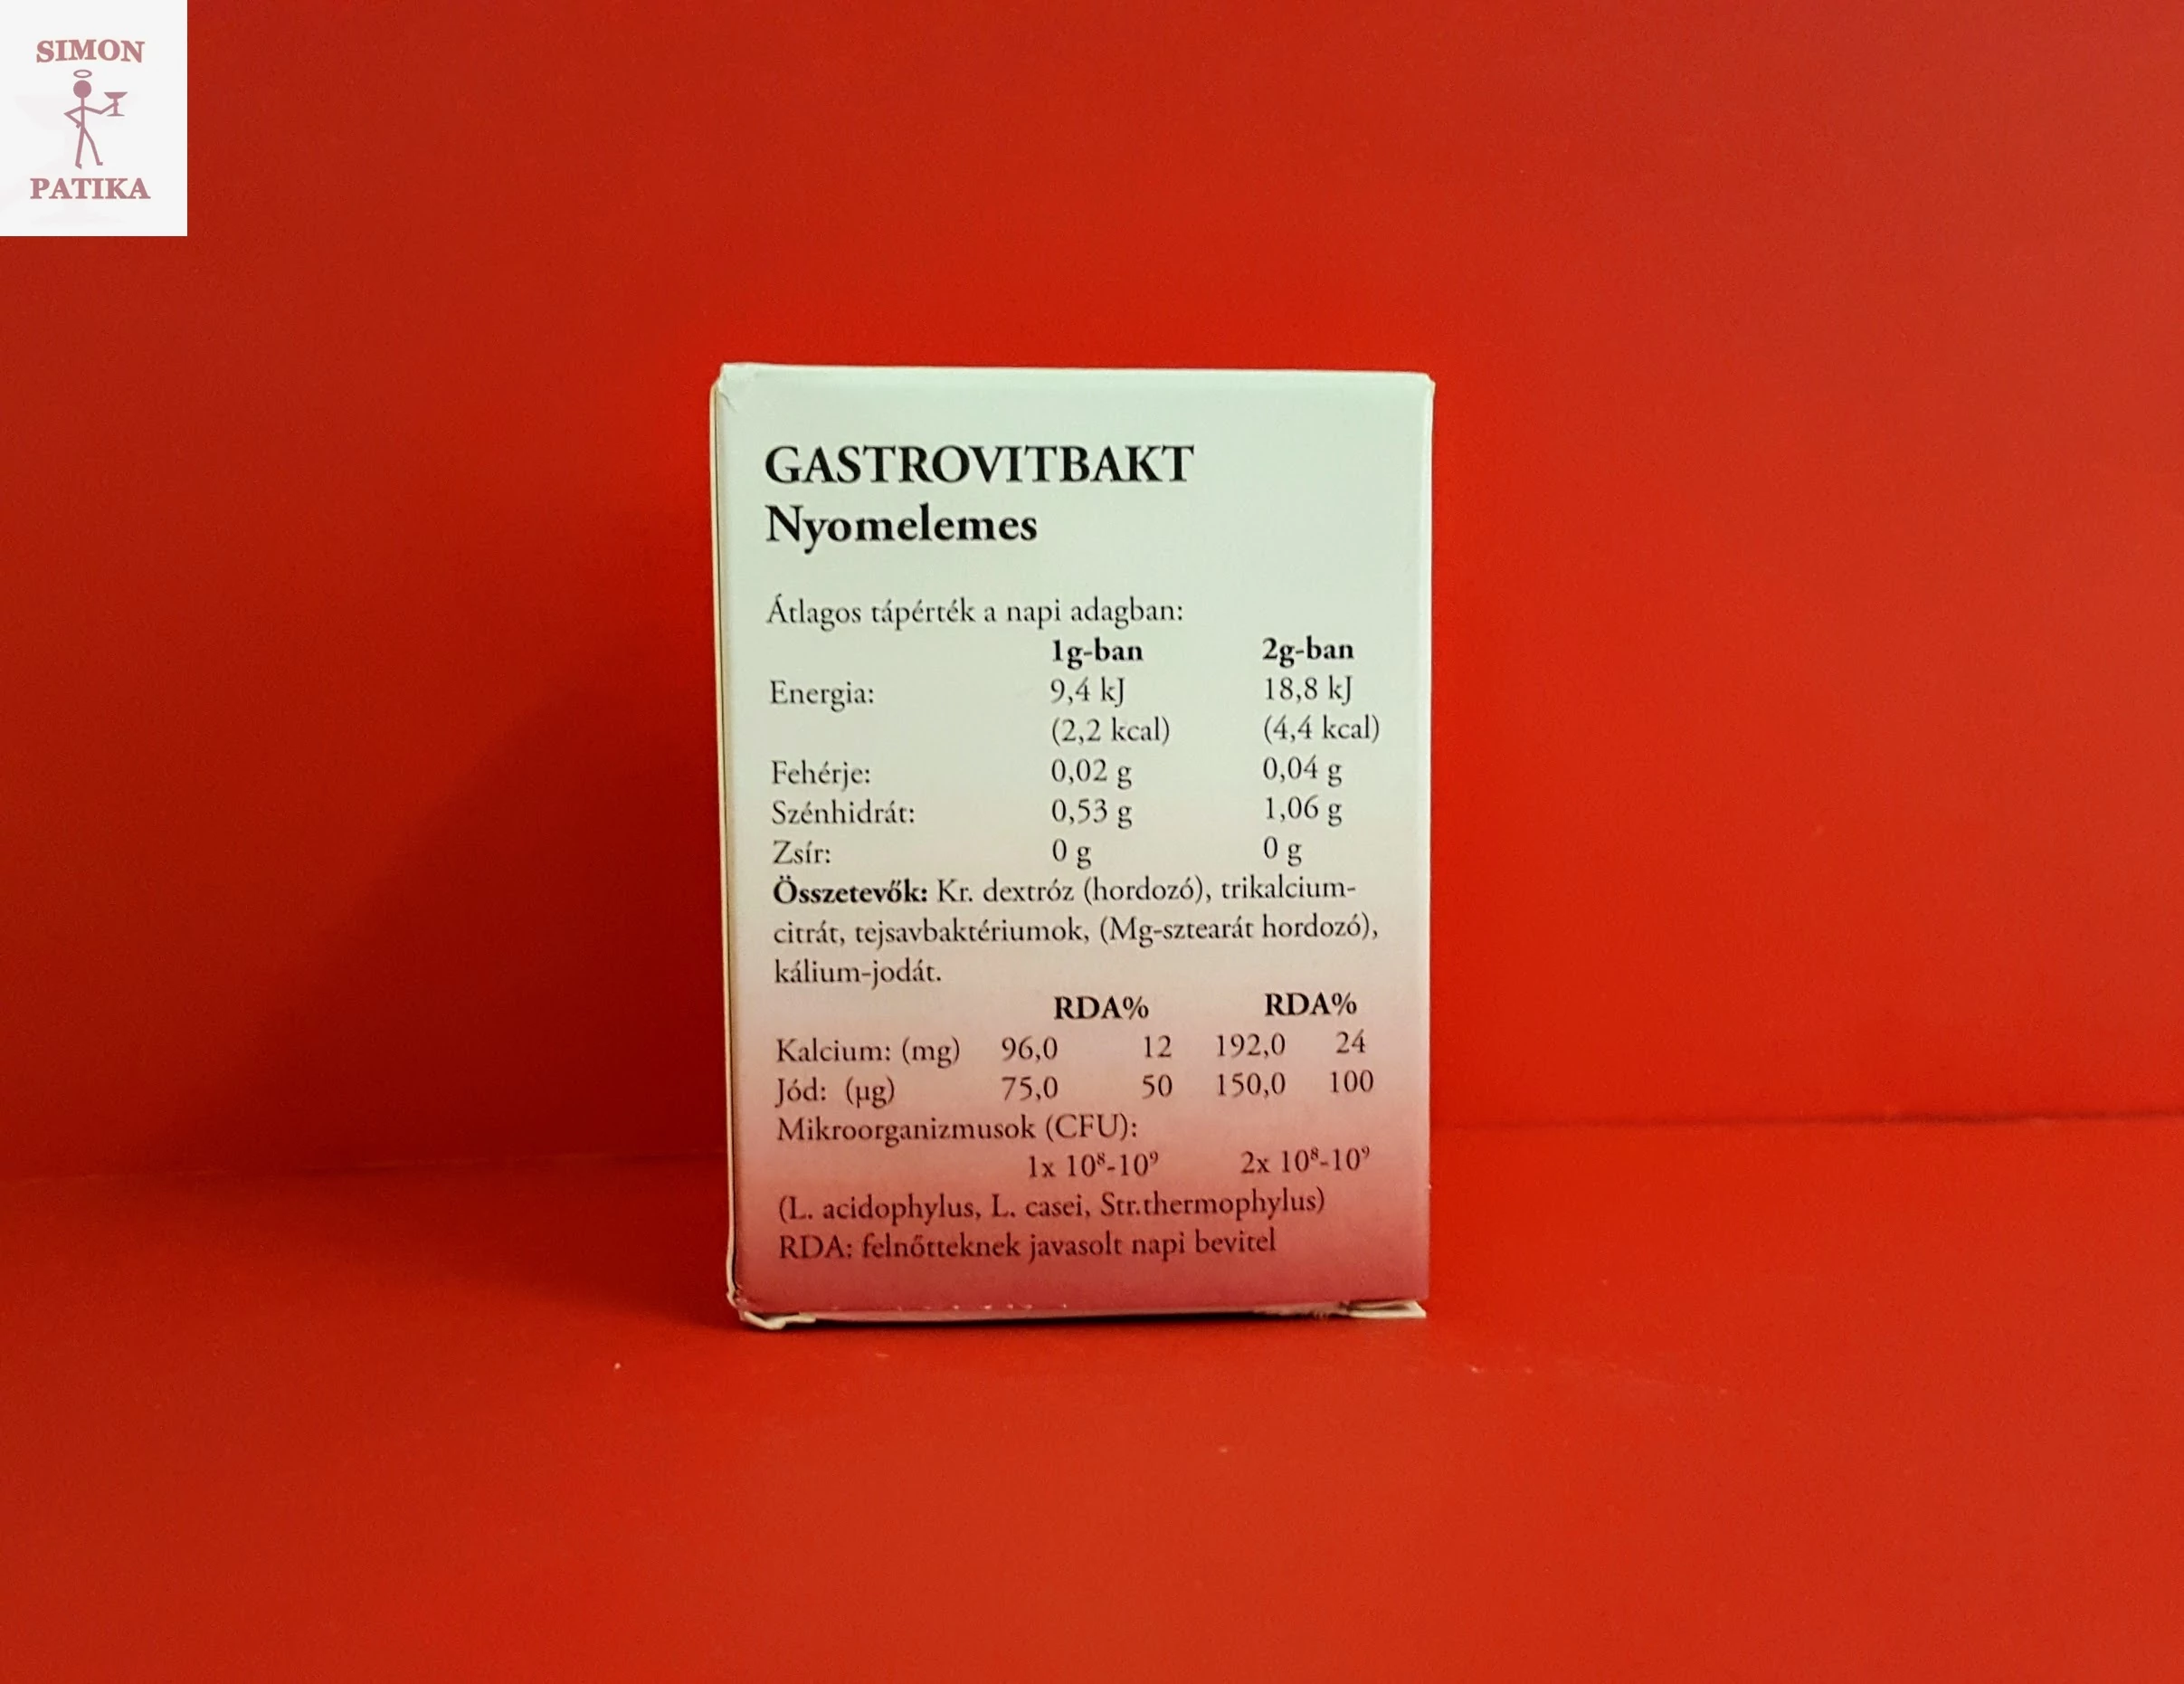 SIMON
PATIKA
GASTROVITBAKT
Nyomelemes
Átlagos tápérték a napi adagban:
1g-ban 2g-ban
Energia: 9,4 kJ 18,8 kJ
(2,2 kcal) (4,4 kcal)
Fehérje: 0,02 g 0,04 g
Szénhidrát: 0,53 g 1,06 g
Zsír: 0 g 0 g
Összetevők: Kr. dextróz (hordozó), trikalcium-
citrát, tejsavbaktériumok, (Mg-sztearát hordozó),
kálium-jodát.
RDA% RDA%
Kalcium: (mg) 96,0 12 192,0 24
Jód: (µg) 75,0 50 150,0 100
Mikroorganizmusok (CFU):
1x 10⁸-10⁹ 2x 10⁸-10⁹
(L. acidophylus, L. casei, Str.thermophylus)
RDA: felnőtteknek javasolt napi bevitel